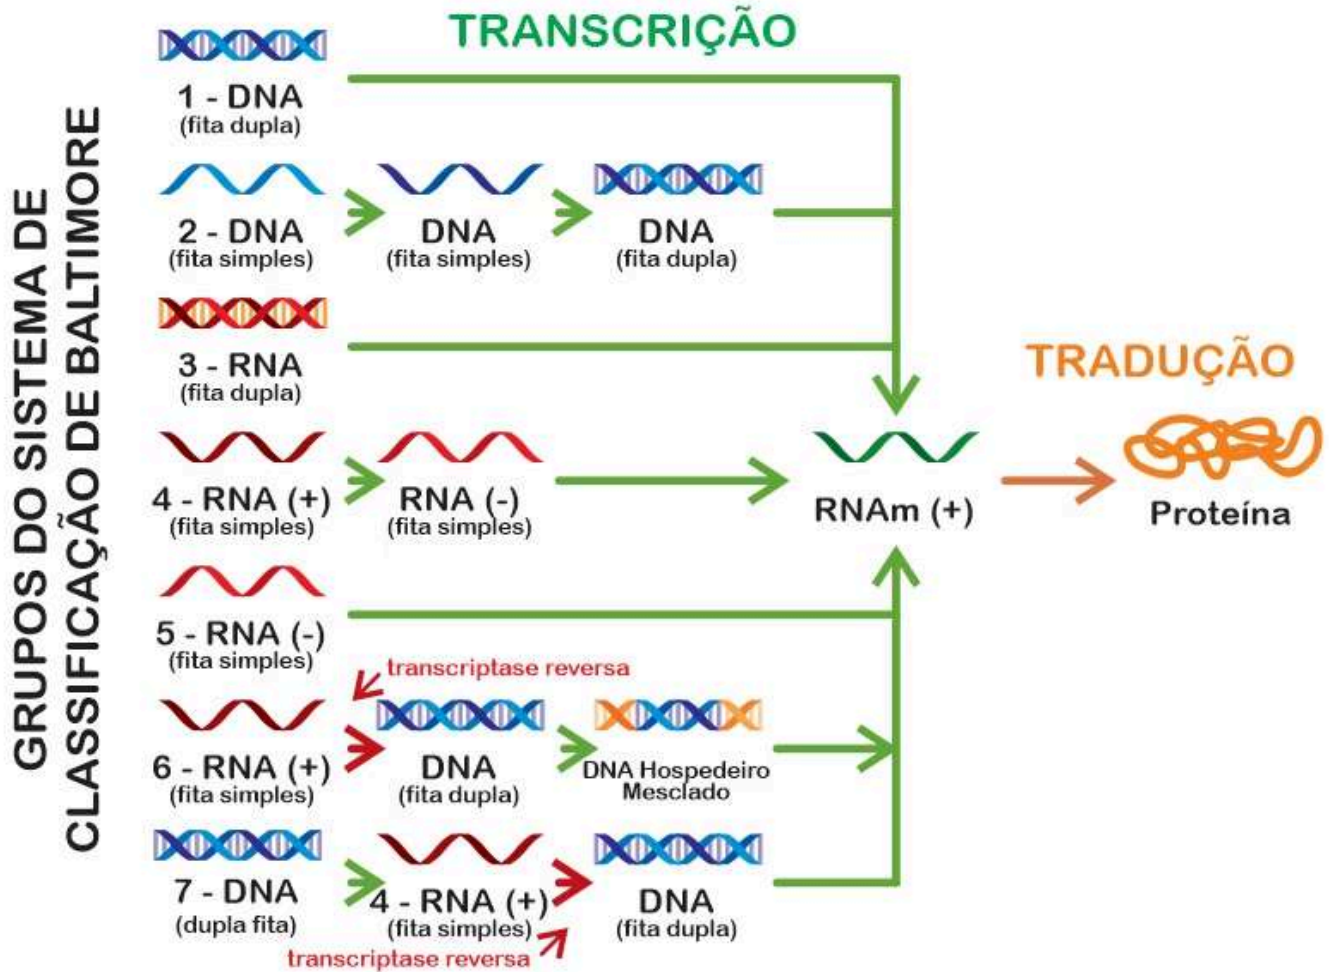 GRUPOS DO SISTEMA DE
CLASSIFICAÇÃO DE BALTIMORE
TRANSCRIÇÃO
1 - DNA
(fita dupla)
2 - DNA
(fita simples)
DNA
(fita simples)
DNA
(fita dupla)
3 - RNA
(fita dupla)
TRADUÇÃO
4 - RNA (+)
(fita simples)
RNA (-)
(fita simples)
RNAm (+)
Proteína
5 - RNA (-)
(fita simples)
transcriptase reversa
6 - RNA (+)
(fita simples)
DNA
(fita dupla)
DNA Hospedeiro
Mesclado
7 - DNA
(dupla fita)
4 - RNA (+)
(fita simples)
DNA
(fita dupla)
transcriptase reversa